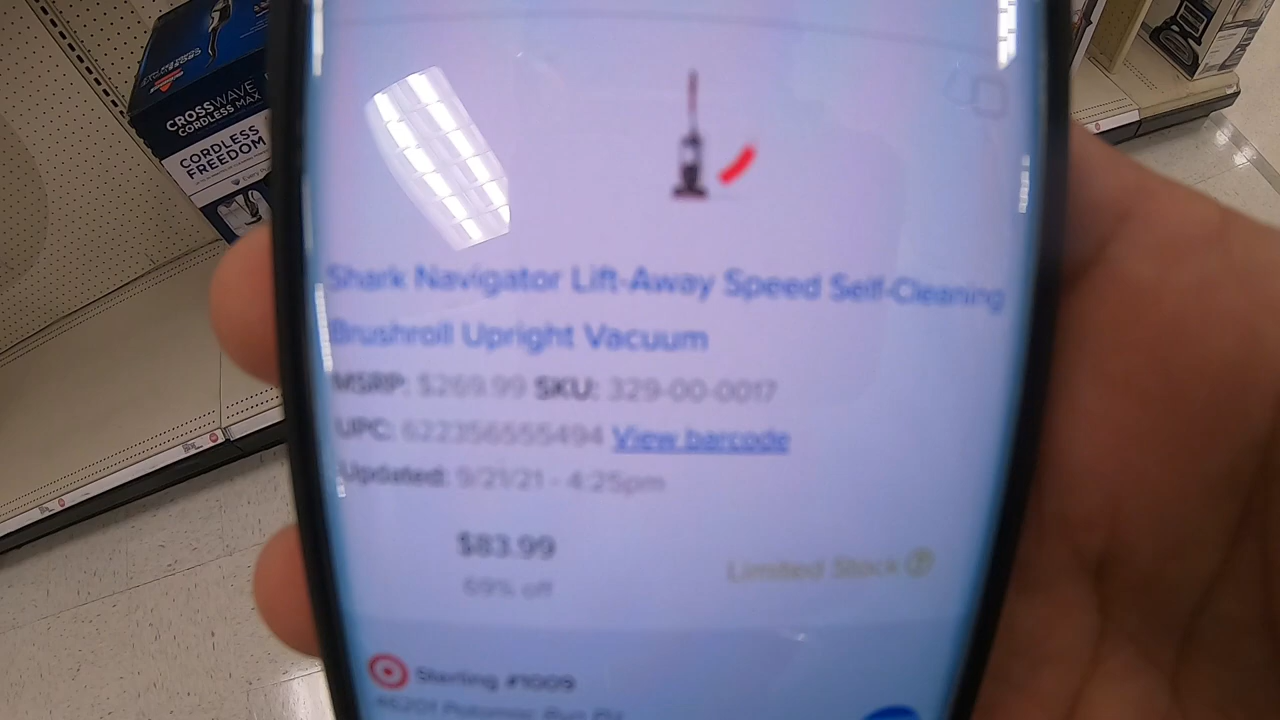 CROSSWAVE
CORDLESS MAX
CORDLESS
FREEDOM
Shark Navigator Lift-Away Speed Self-Cleaning
Brushroll Upright Vacuum
MSRP: $269.99 SKU: 329-00-0017
UPC: 622356555494 View barcode
Updated: 9/21/21 - 4:25pm
$83.99
69% off
Limited Stock
Sterling #1009